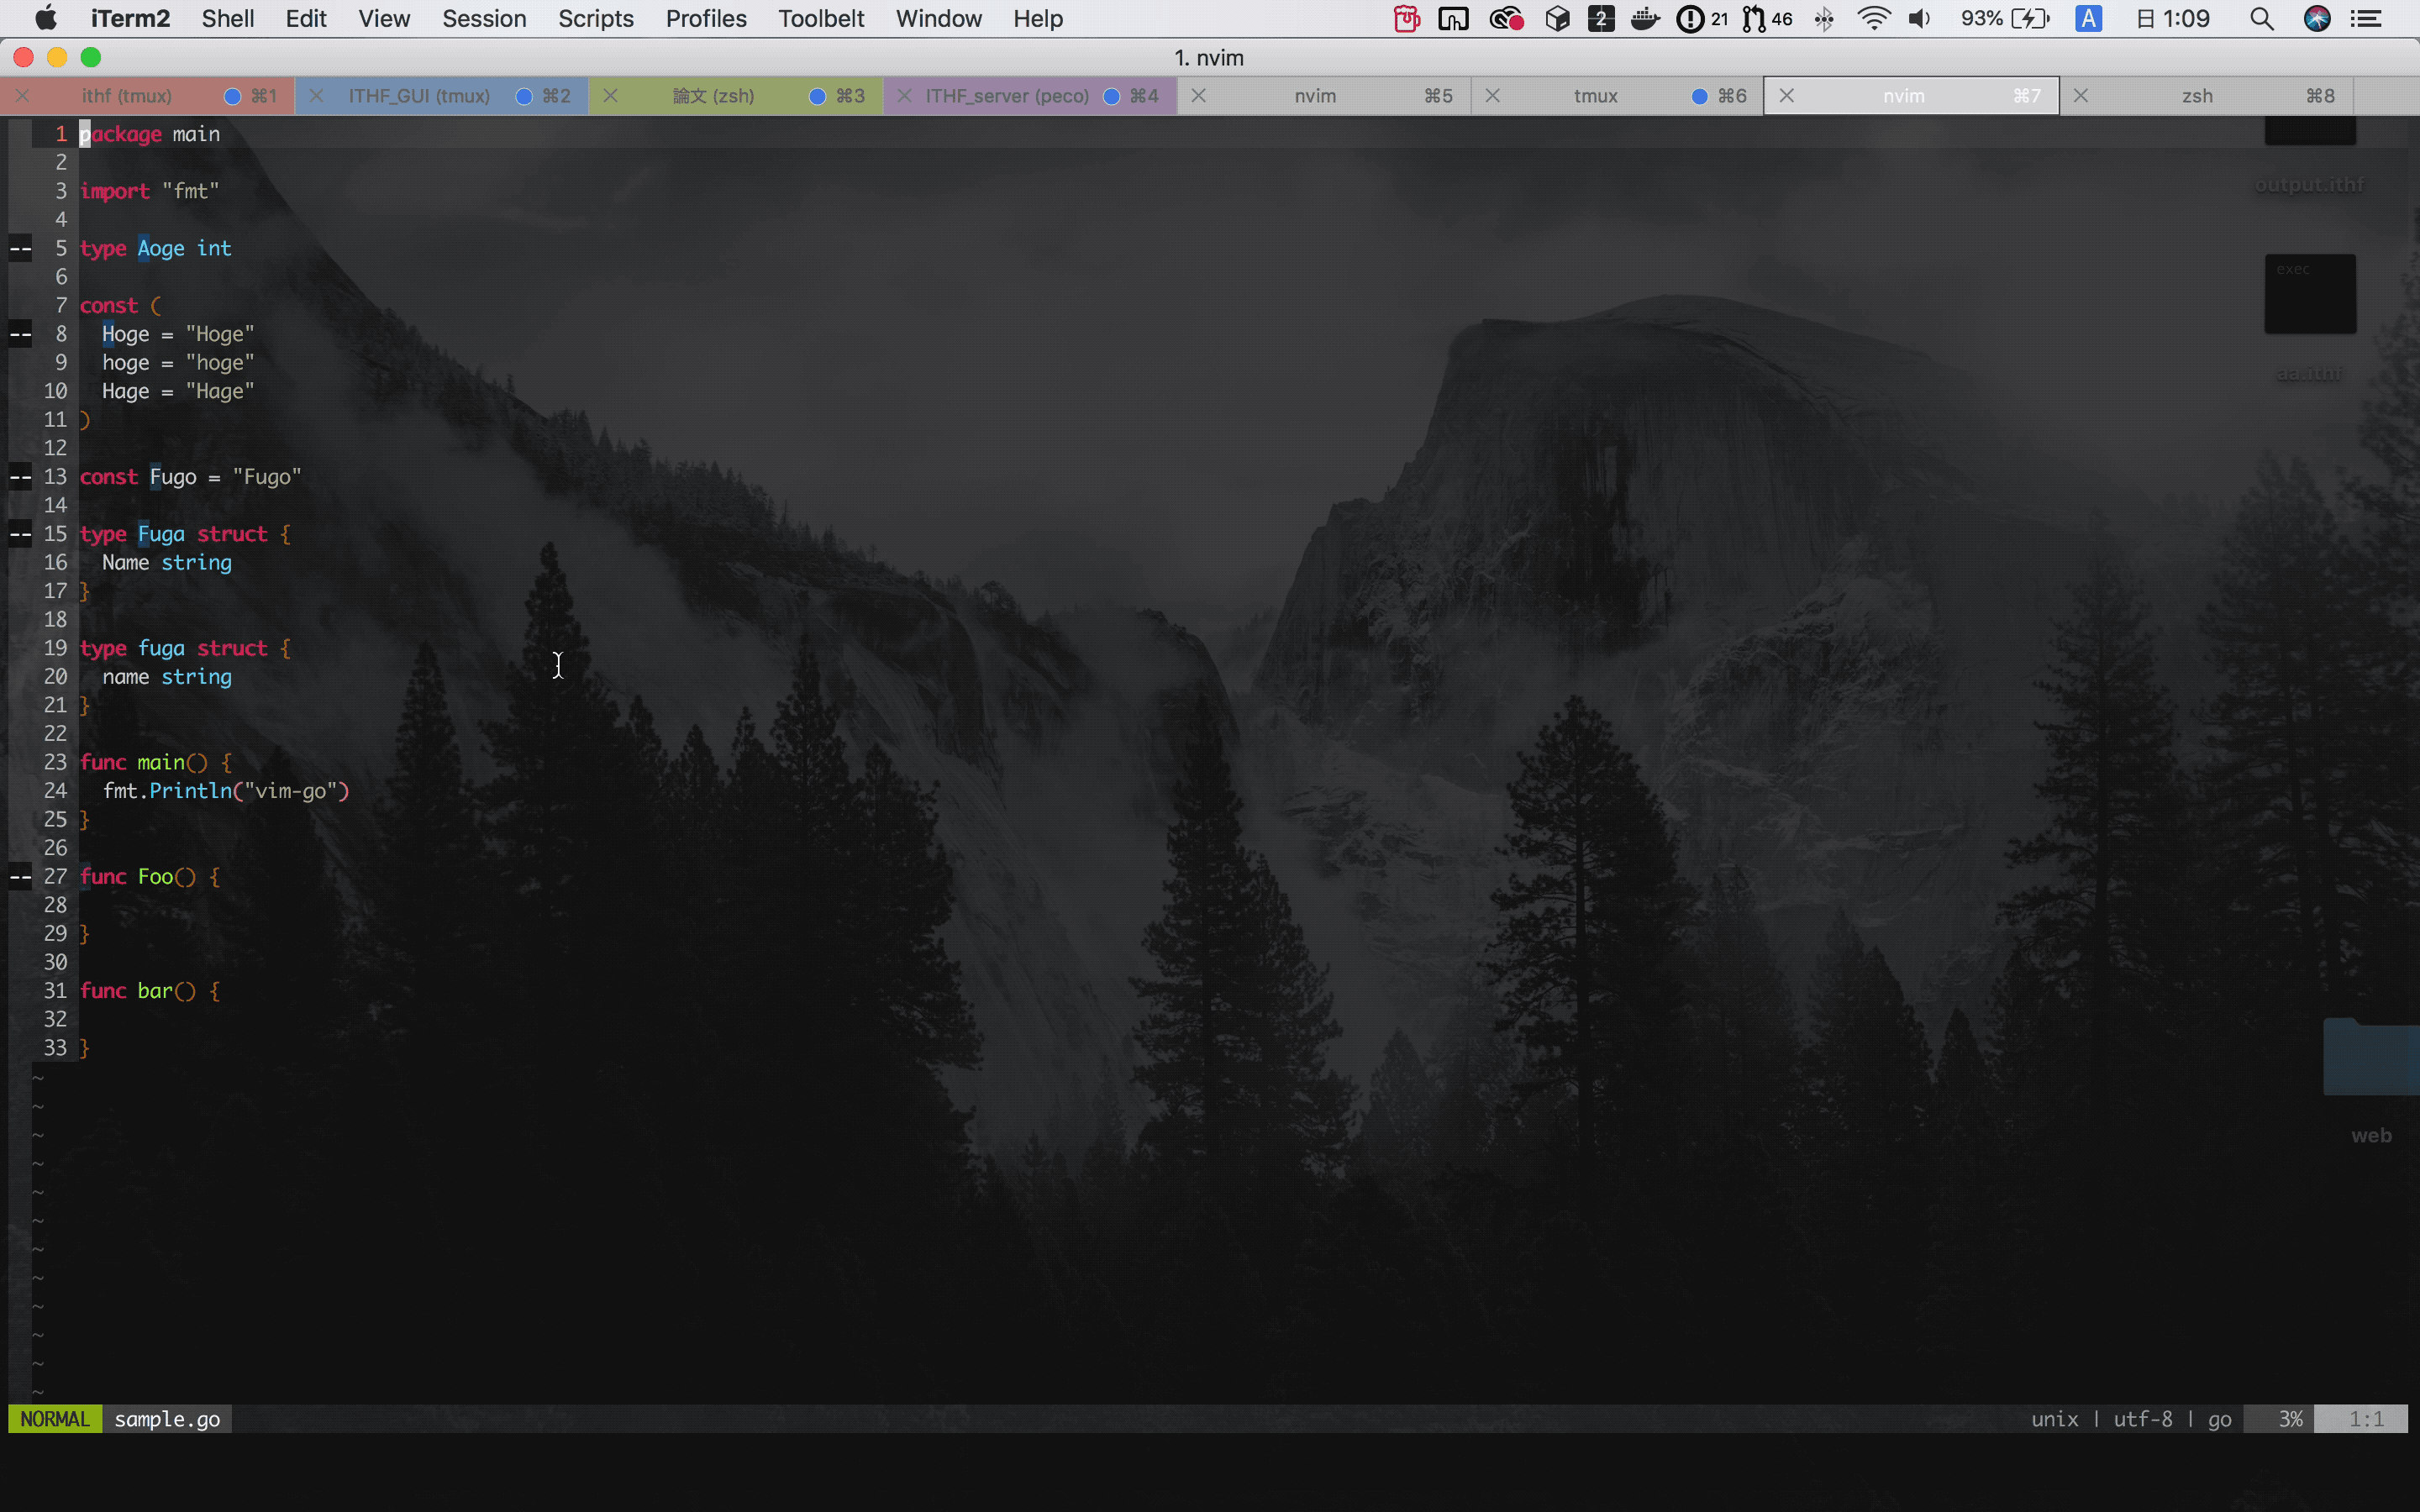 iTerm2 Shell Edit View Session Scripts Profiles Toolbelt Window Help 2 21 46 93% A 日 1:09
1. nvim
ithf (tmux) ⌘1 ITHF_GUI (tmux) ⌘2 論文 (zsh) ⌘3 ITHF_server (peco) ⌘4 nvim ⌘5 tmux ⌘6 nvim ⌘7 zsh ⌘8
1 package main
2
3 import "fmt"
4
-- 5 type Aoge int
6
7 const (
-- 8 Hoge = "Hoge"
9 hoge = "hoge"
10 Hage = "Hage"
11 )
12
-- 13 const Fugo = "Fugo"
14
-- 15 type Fuga struct {
16 Name string
17 }
18
19 type fuga struct {
20 name string
21 }
22
23 func main() {
24 fmt.Println("vim-go")
25 }
26
-- 27 func Foo() {
28
29 }
30
31 func bar() {
32
33 }
~
~
~
~
~
~
~
~
~
~
~
~
output.ithf
exec
aa.ithf
web
NORMAL sample.go unix | utf-8 | go 3% 1:1